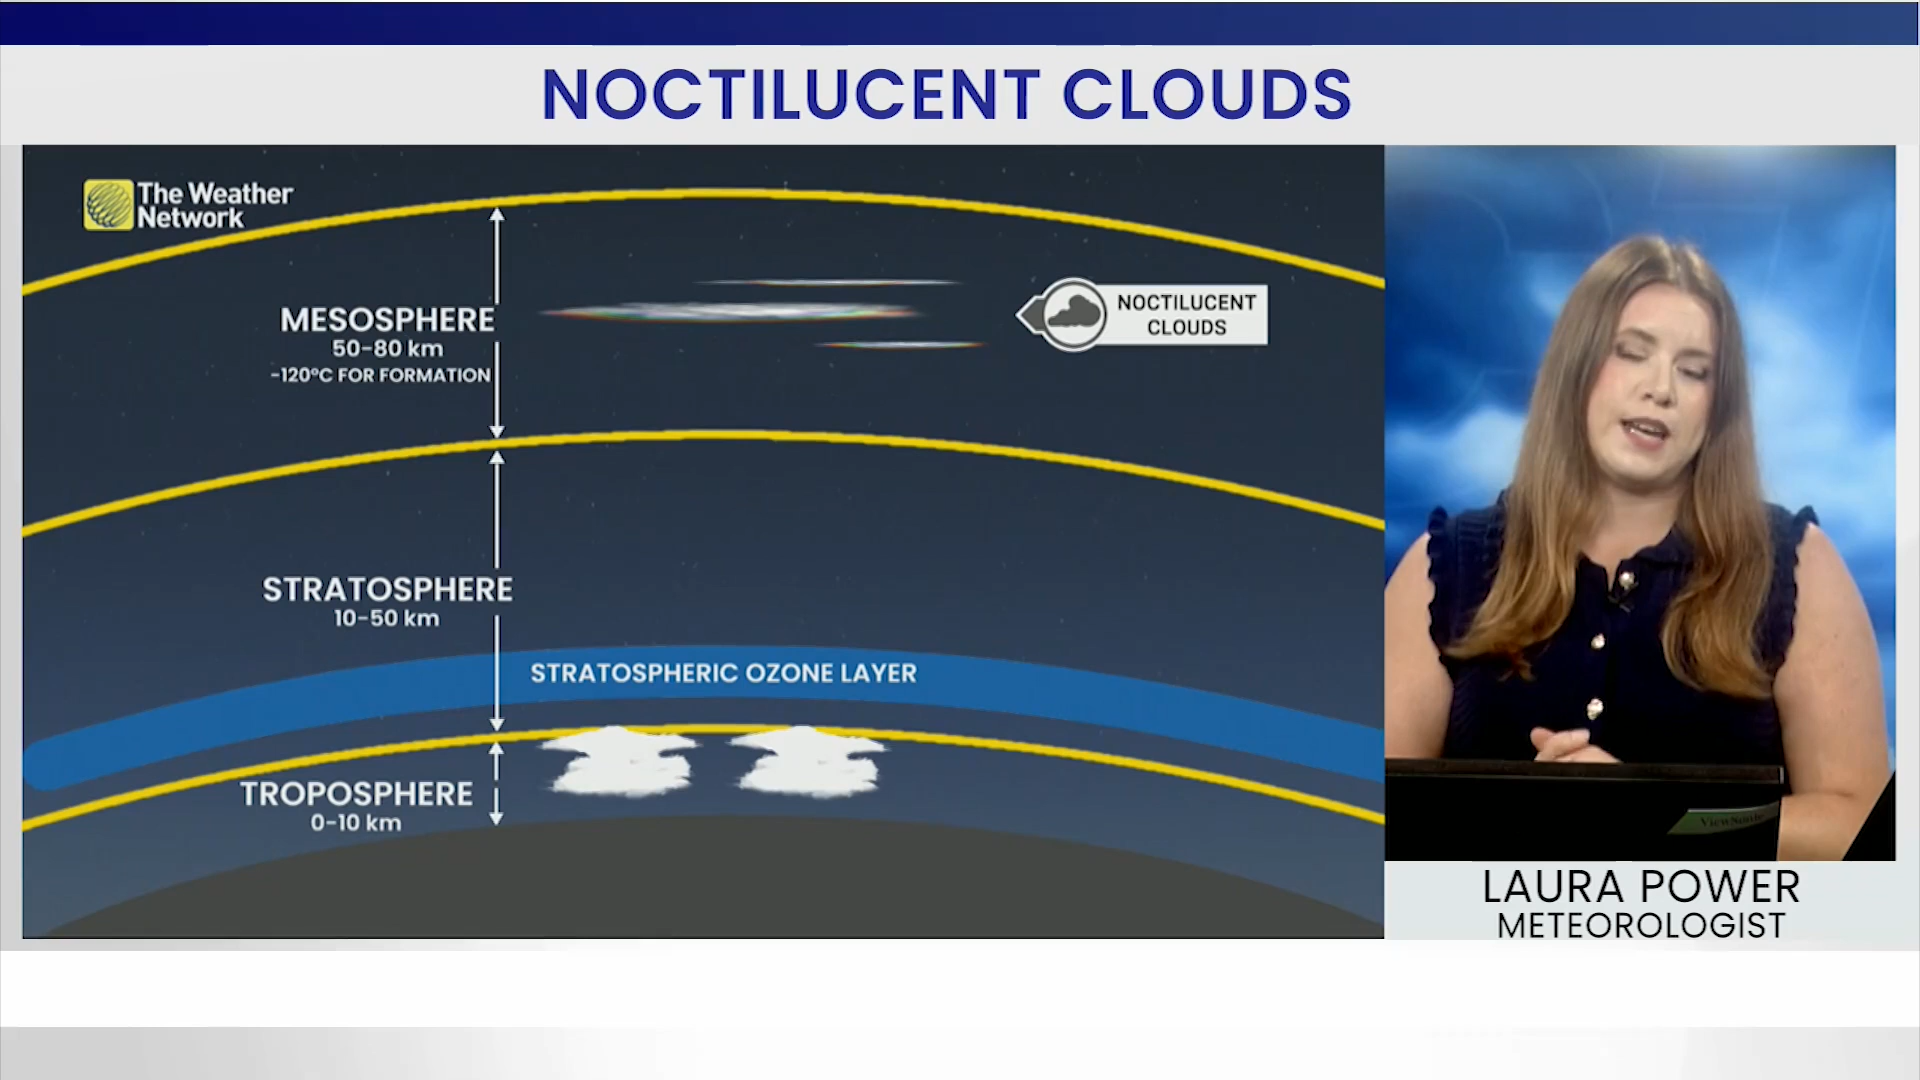 NOCTILUCENT CLOUDS
The Weather
Network
MESOSPHERE
50-80 km
-120°C FOR FORMATION
NOCTILUCENT
CLOUDS
STRATOSPHERE
10-50 km
STRATOSPHERIC OZONE LAYER
TROPOSPHERE
0-10 km
ViewSonic
LAURA POWER
METEOROLOGIST